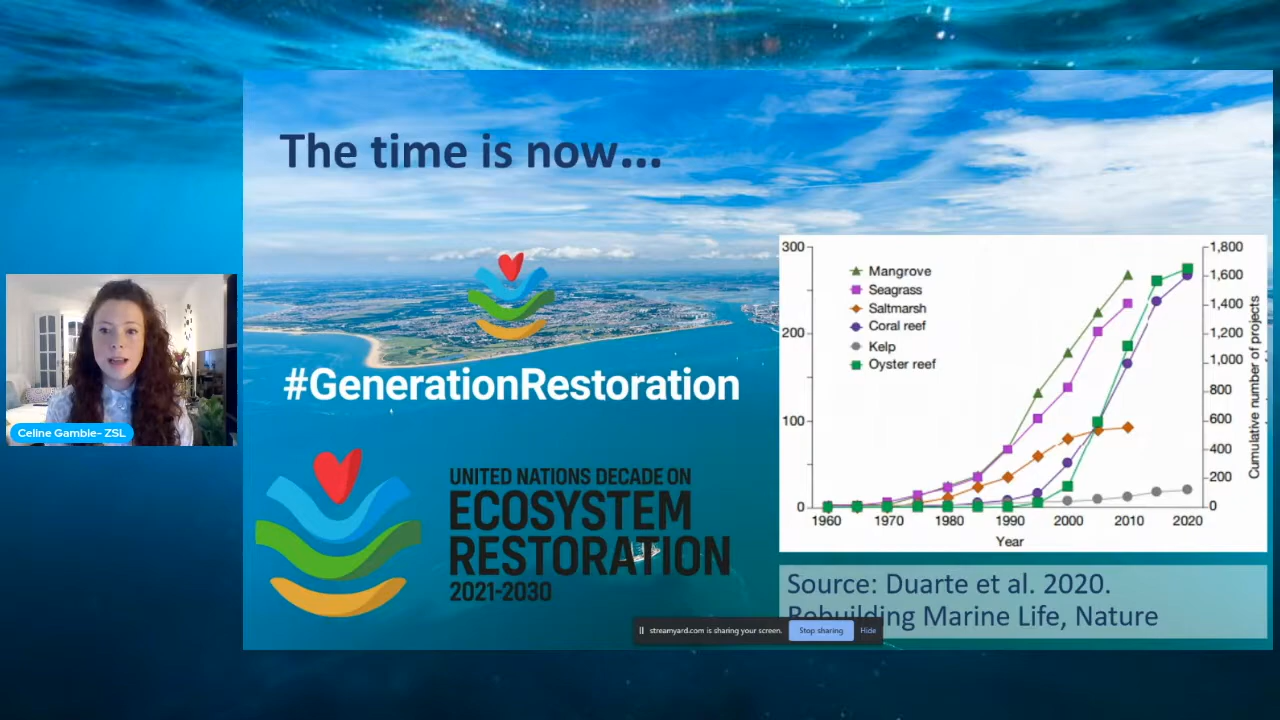 The time is now...
#GenerationRestoration
UNITED NATIONS DECADE ON
ECOSYSTEM
RESTORATION
2021-2030
Celine Gamble- ZSL
300
200
100
0
Mangrove
Seagrass
Saltmarsh
Coral reef
Kelp
Oyster reef
1,800
1,600
1,400
1,200
1,000
800
600
400
200
0
Cumulative number of projects
1960 1970 1980 1990 2000 2010 2020
Year
Source: Duarte et al. 2020.
Rebuilding Marine Life, Nature
streamyard.com is sharing your screen. Stop sharing Hide